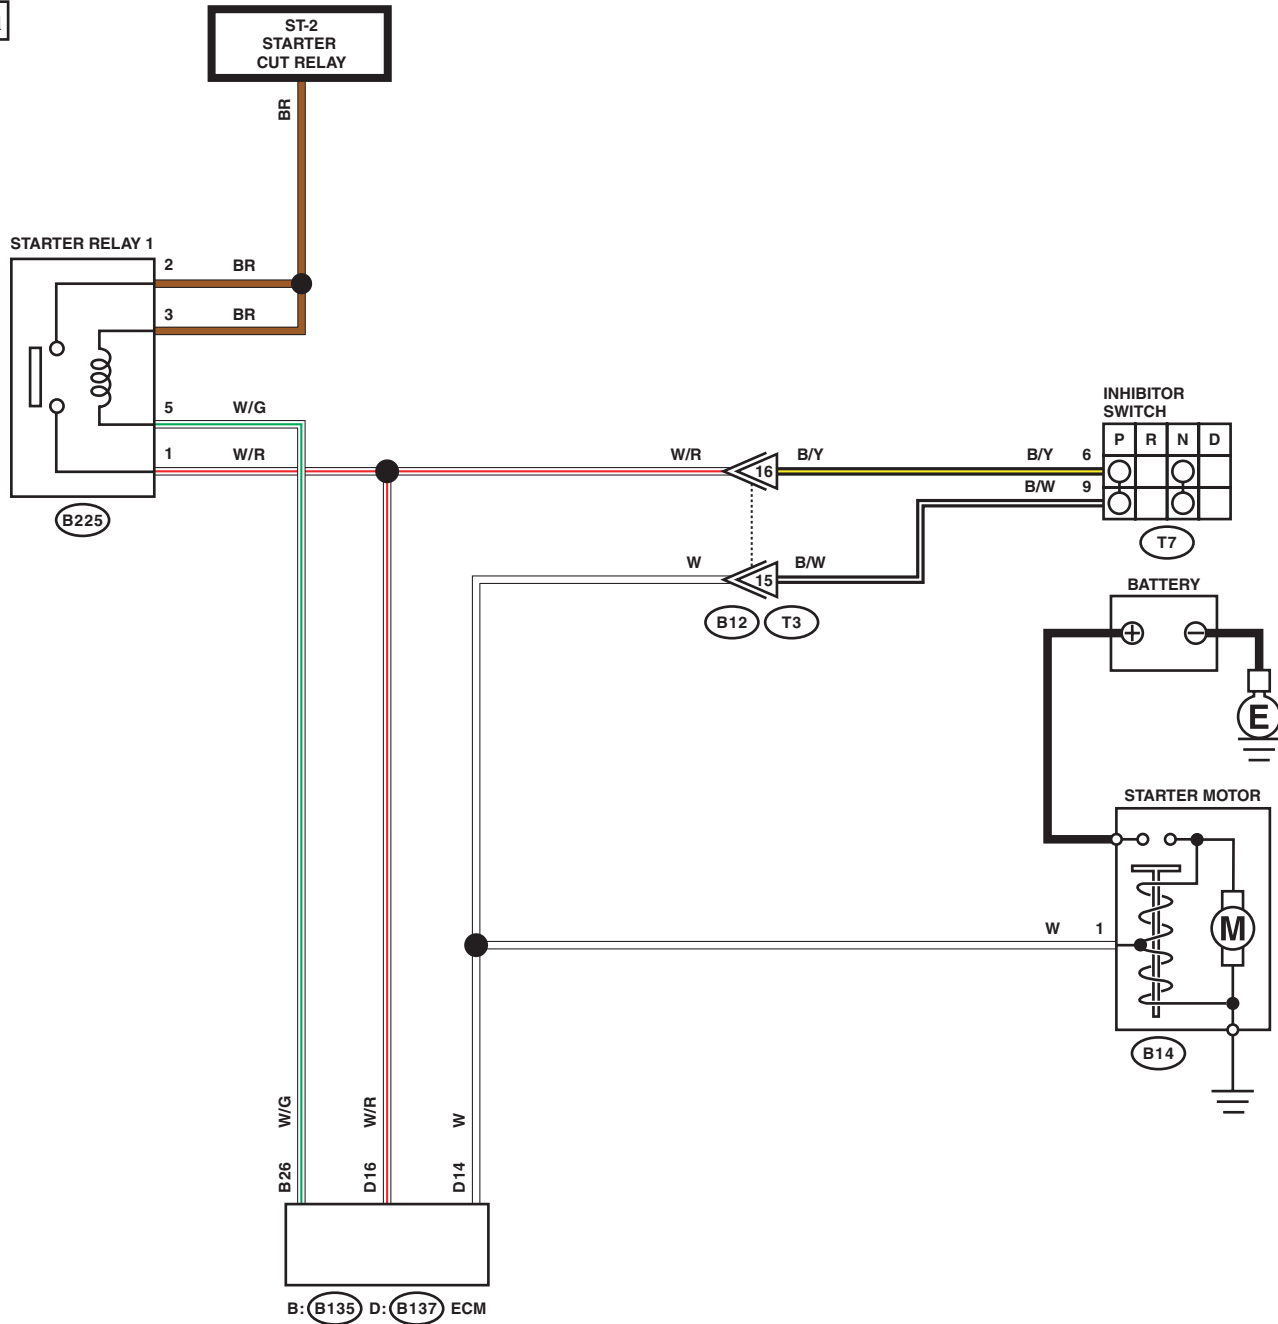 ST-2
STARTER
CUT RELAY
BR
STARTER RELAY 1
2 BR
3 BR
5 W/G
1 W/R
B225
W/R 16 B/Y
B/Y 6
B/W 9
INHIBITOR
SWITCH
P R N D
T7
W 15 B/W
B12 T3
BATTERY
+ −
E
STARTER MOTOR
M
W 1
B14
W/G W/R W
B26 D16 D14
B: B135 D: B137 ECM